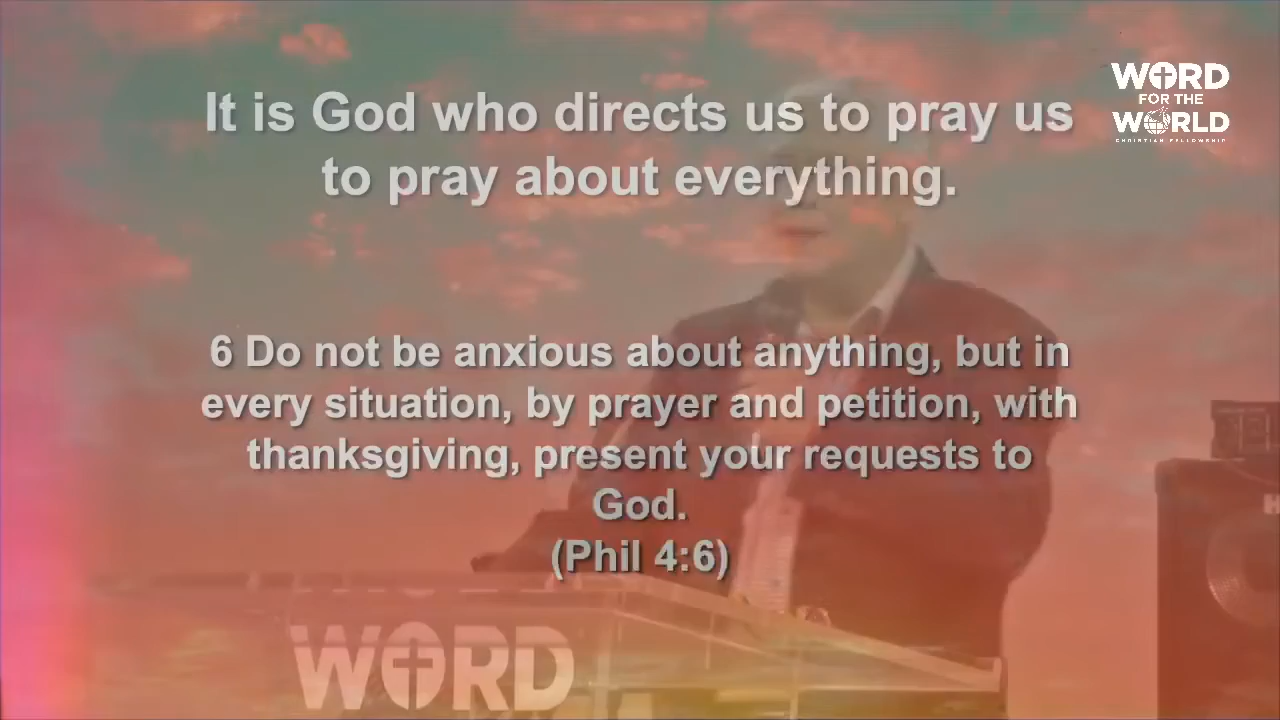 It is God who directs us to pray us
to pray about everything.
WORD
FOR THE
WORLD
CHRISTIAN FELLOWSHIP
6 Do not be anxious about anything, but in
every situation, by prayer and petition, with
thanksgiving, present your requests to
God.
(Phil 4:6)
WORD